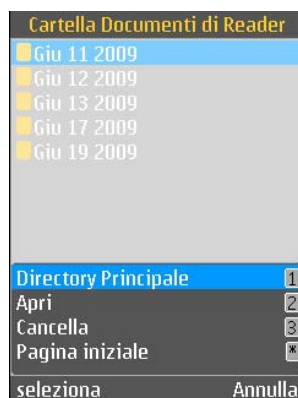 Cartella Documenti di Reader
Giu 11 2009
Giu 12 2009
Giu 13 2009
Giu 17 2009
Giu 19 2009
Directory Principale 1
Apri 2
Cancella 3
Pagina iniziale *
seleziona Annulla